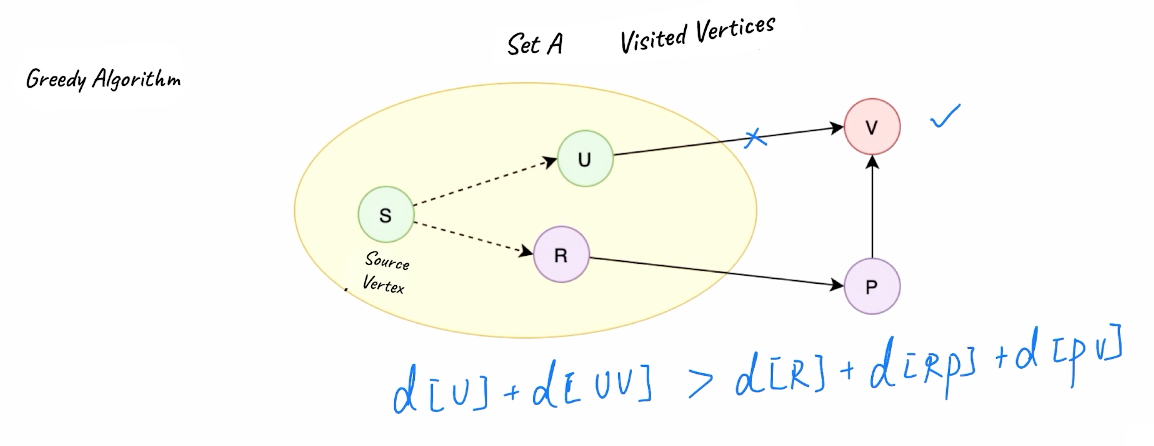 Set A Visited Vertices
Greedy Algorithm
U
V
S
R
P
Source
Vertex
d[U] + d[UV] > d[R] + d[RP] + d[PV]